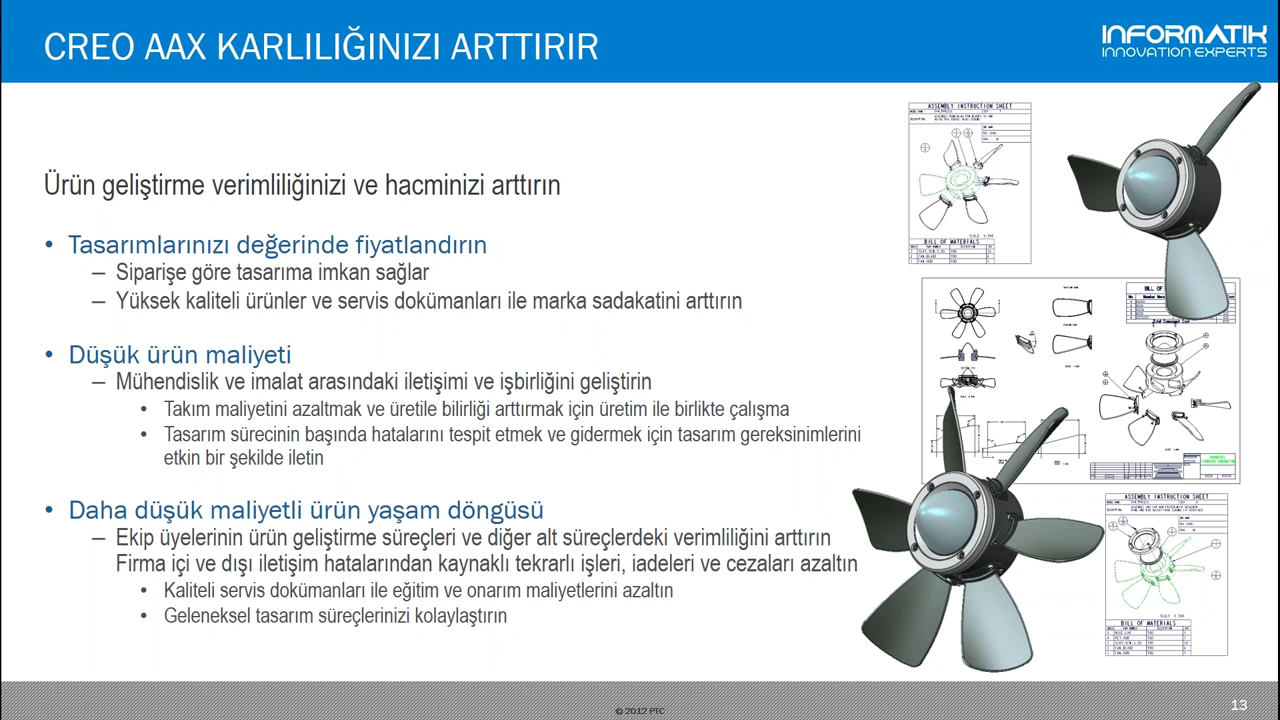 CREO AAX KARLILIĞINIZI ARTTIRIR
INFORMATIK
INNOVATION EXPERTS
Ürün geliştirme verimliliğinizi ve hacminizi arttırın
• Tasarımlarınızı değerinde fiyatlandırın
– Siparişe göre tasarıma imkan sağlar
– Yüksek kaliteli ürünler ve servis dokümanları ile marka sadakatini arttırın
• Düşük ürün maliyeti
– Mühendislik ve imalat arasındaki iletişimi ve işbirliğini geliştirin
• Takım maliyetini azaltmak ve üretile bilirliği arttırmak için üretim ile birlikte çalışma
• Tasarım sürecinin başında hatalarını tespit etmek ve gidermek için tasarım gereksinimlerini
etkin bir şekilde iletin
• Daha düşük maliyetli ürün yaşam döngüsü
– Ekip üyelerinin ürün geliştirme süreçleri ve diğer alt süreçlerdeki verimliliğini arttırın
Firma içi ve dışı iletişim hatalarından kaynaklı tekrarlı işleri, iadeleri ve cezaları azaltın
• Kaliteli servis dokümanları ile eğitim ve onarım maliyetlerini azaltın
• Geleneksel tasarım süreçlerinizi kolaylaştırın
ASSEMBLY INSTRUCTION SHEET
BILL OF MATERIALS
BILL OF
ASSEMBLY INSTRUCTION SHEET
BILL OF MATERIALS
© 2012 PTC
13